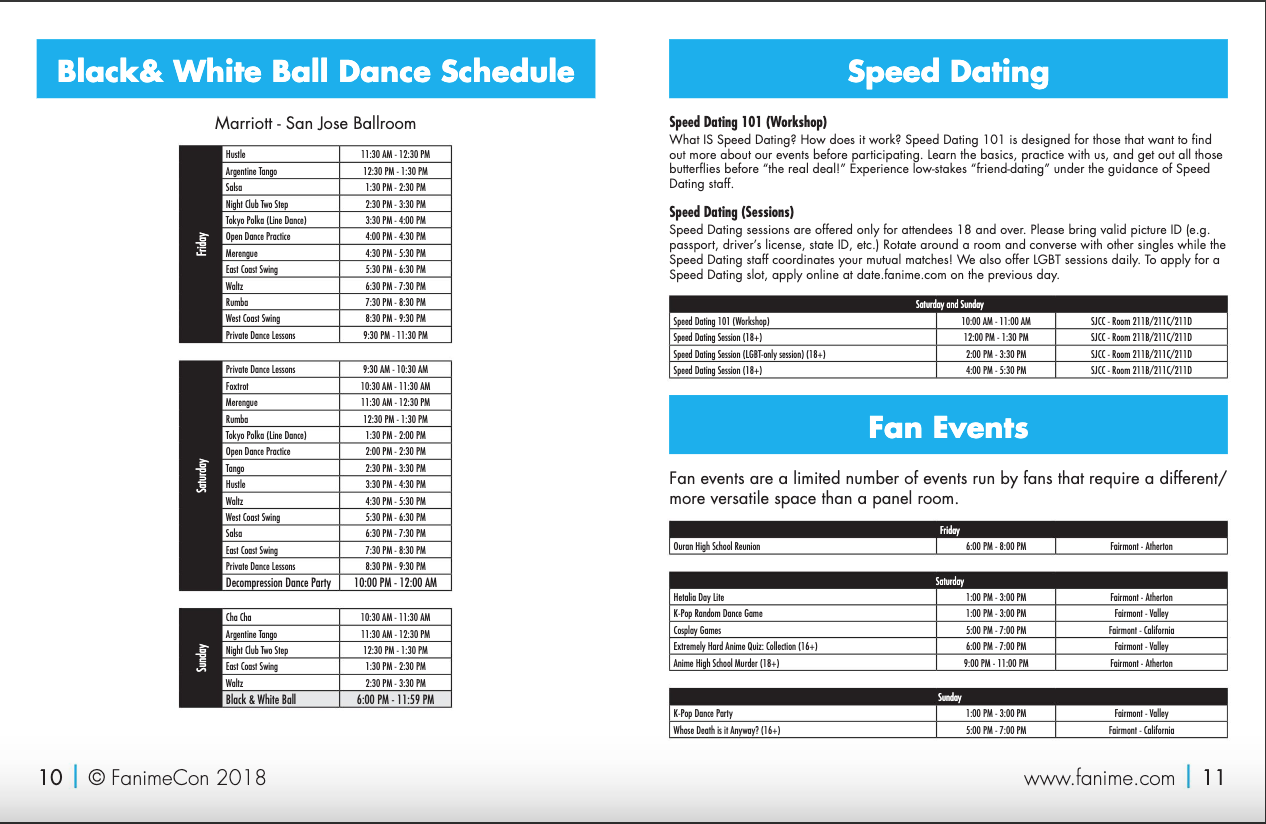 Black& White Ball Dance Schedule
Marriott - San Jose Ballroom
Friday
Hustle 11:30 AM - 12:30 PM
Argentine Tango 12:30 PM - 1:30 PM
Salsa 1:30 PM - 2:30 PM
Night Club Two Step 2:30 PM - 3:30 PM
Tokyo Polka (Line Dance) 3:30 PM - 4:00 PM
Open Dance Practice 4:00 PM - 4:30 PM
Merengue 4:30 PM - 5:30 PM
East Coast Swing 5:30 PM - 6:30 PM
Waltz 6:30 PM - 7:30 PM
Rumba 7:30 PM - 8:30 PM
West Coast Swing 8:30 PM - 9:30 PM
Private Dance Lessons 9:30 PM - 11:30 PM
Saturday
Private Dance Lessons 9:30 AM - 10:30 AM
Foxtrot 10:30 AM - 11:30 AM
Merengue 11:30 AM - 12:30 PM
Rumba 12:30 PM - 1:30 PM
Tokyo Polka (Line Dance) 1:30 PM - 2:00 PM
Open Dance Practice 2:00 PM - 2:30 PM
Tango 2:30 PM - 3:30 PM
Hustle 3:30 PM - 4:30 PM
Waltz 4:30 PM - 5:30 PM
West Coast Swing 5:30 PM - 6:30 PM
Salsa 6:30 PM - 7:30 PM
East Coast Swing 7:30 PM - 8:30 PM
Private Dance Lessons 8:30 PM - 9:30 PM
Decompression Dance Party 10:00 PM - 12:00 AM
Sunday
Cha Cha 10:30 AM - 11:30 AM
Argentine Tango 11:30 AM - 12:30 PM
Night Club Two Step 12:30 PM - 1:30 PM
East Coast Swing 1:30 PM - 2:30 PM
Waltz 2:30 PM - 3:30 PM
Black & White Ball 6:00 PM - 11:59 PM
10 | © FanimeCon 2018
Speed Dating
Speed Dating 101 (Workshop)
What IS Speed Dating? How does it work? Speed Dating 101 is designed for those that want to find
out more about our events before participating. Learn the basics, practice with us, and get out all those
butterflies before “the real deal!” Experience low-stakes “friend-dating” under the guidance of Speed
Dating staff.
Speed Dating (Sessions)
Speed Dating sessions are offered only for attendees 18 and over. Please bring valid picture ID (e.g.
passport, driver’s license, state ID, etc.) Rotate around a room and converse with other singles while the
Speed Dating staff coordinates your mutual matches! We also offer LGBT sessions daily. To apply for a
Speed Dating slot, apply online at date.fanime.com on the previous day.
Saturday and Sunday
Speed Dating 101 (Workshop) 10:00 AM - 11:00 AM SJCC - Room 211B/211C/211D
Speed Dating Session (18+) 12:00 PM - 1:30 PM SJCC - Room 211B/211C/211D
Speed Dating Session (LGBT-only session) (18+) 2:00 PM - 3:30 PM SJCC - Room 211B/211C/211D
Speed Dating Session (18+) 4:00 PM - 5:30 PM SJCC - Room 211B/211C/211D
Fan Events
Fan events are a limited number of events run by fans that require a different/
more versatile space than a panel room.
Friday
Ouran High School Reunion 6:00 PM - 8:00 PM Fairmont - Atherton
Saturday
Hetalia Day Lite 1:00 PM - 3:00 PM Fairmont - Atherton
K-Pop Random Dance Game 1:00 PM - 3:00 PM Fairmont - Valley
Cosplay Games 5:00 PM - 7:00 PM Fairmont - California
Extremely Hard Anime Quiz: Collection (16+) 6:00 PM - 7:00 PM Fairmont - Valley
Anime High School Murder (18+) 9:00 PM - 11:00 PM Fairmont - Atherton
Sunday
K-Pop Dance Party 1:00 PM - 3:00 PM Fairmont - Valley
Whose Death is it Anyway? (16+) 5:00 PM - 7:00 PM Fairmont - California
www.fanime.com | 11